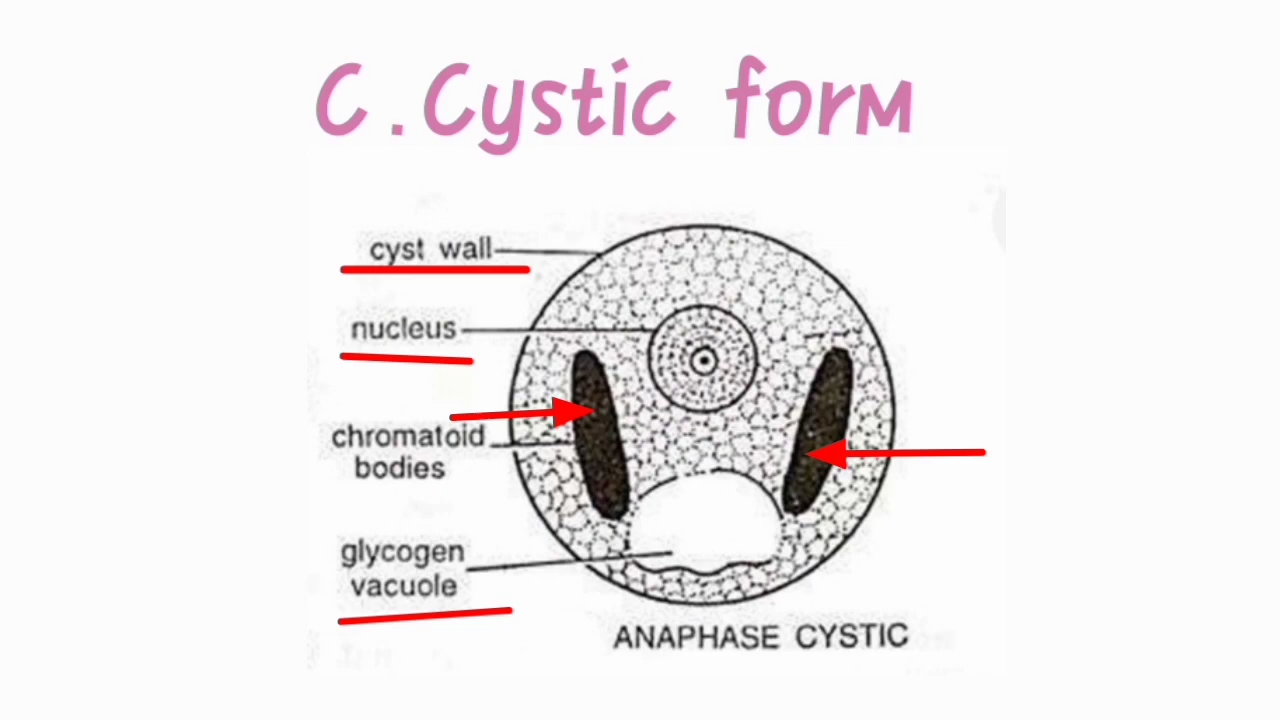 C. Cystic form
cyst wall
nucleus
chromatoid
bodies
glycogen
vacuole
ANAPHASE CYSTIC